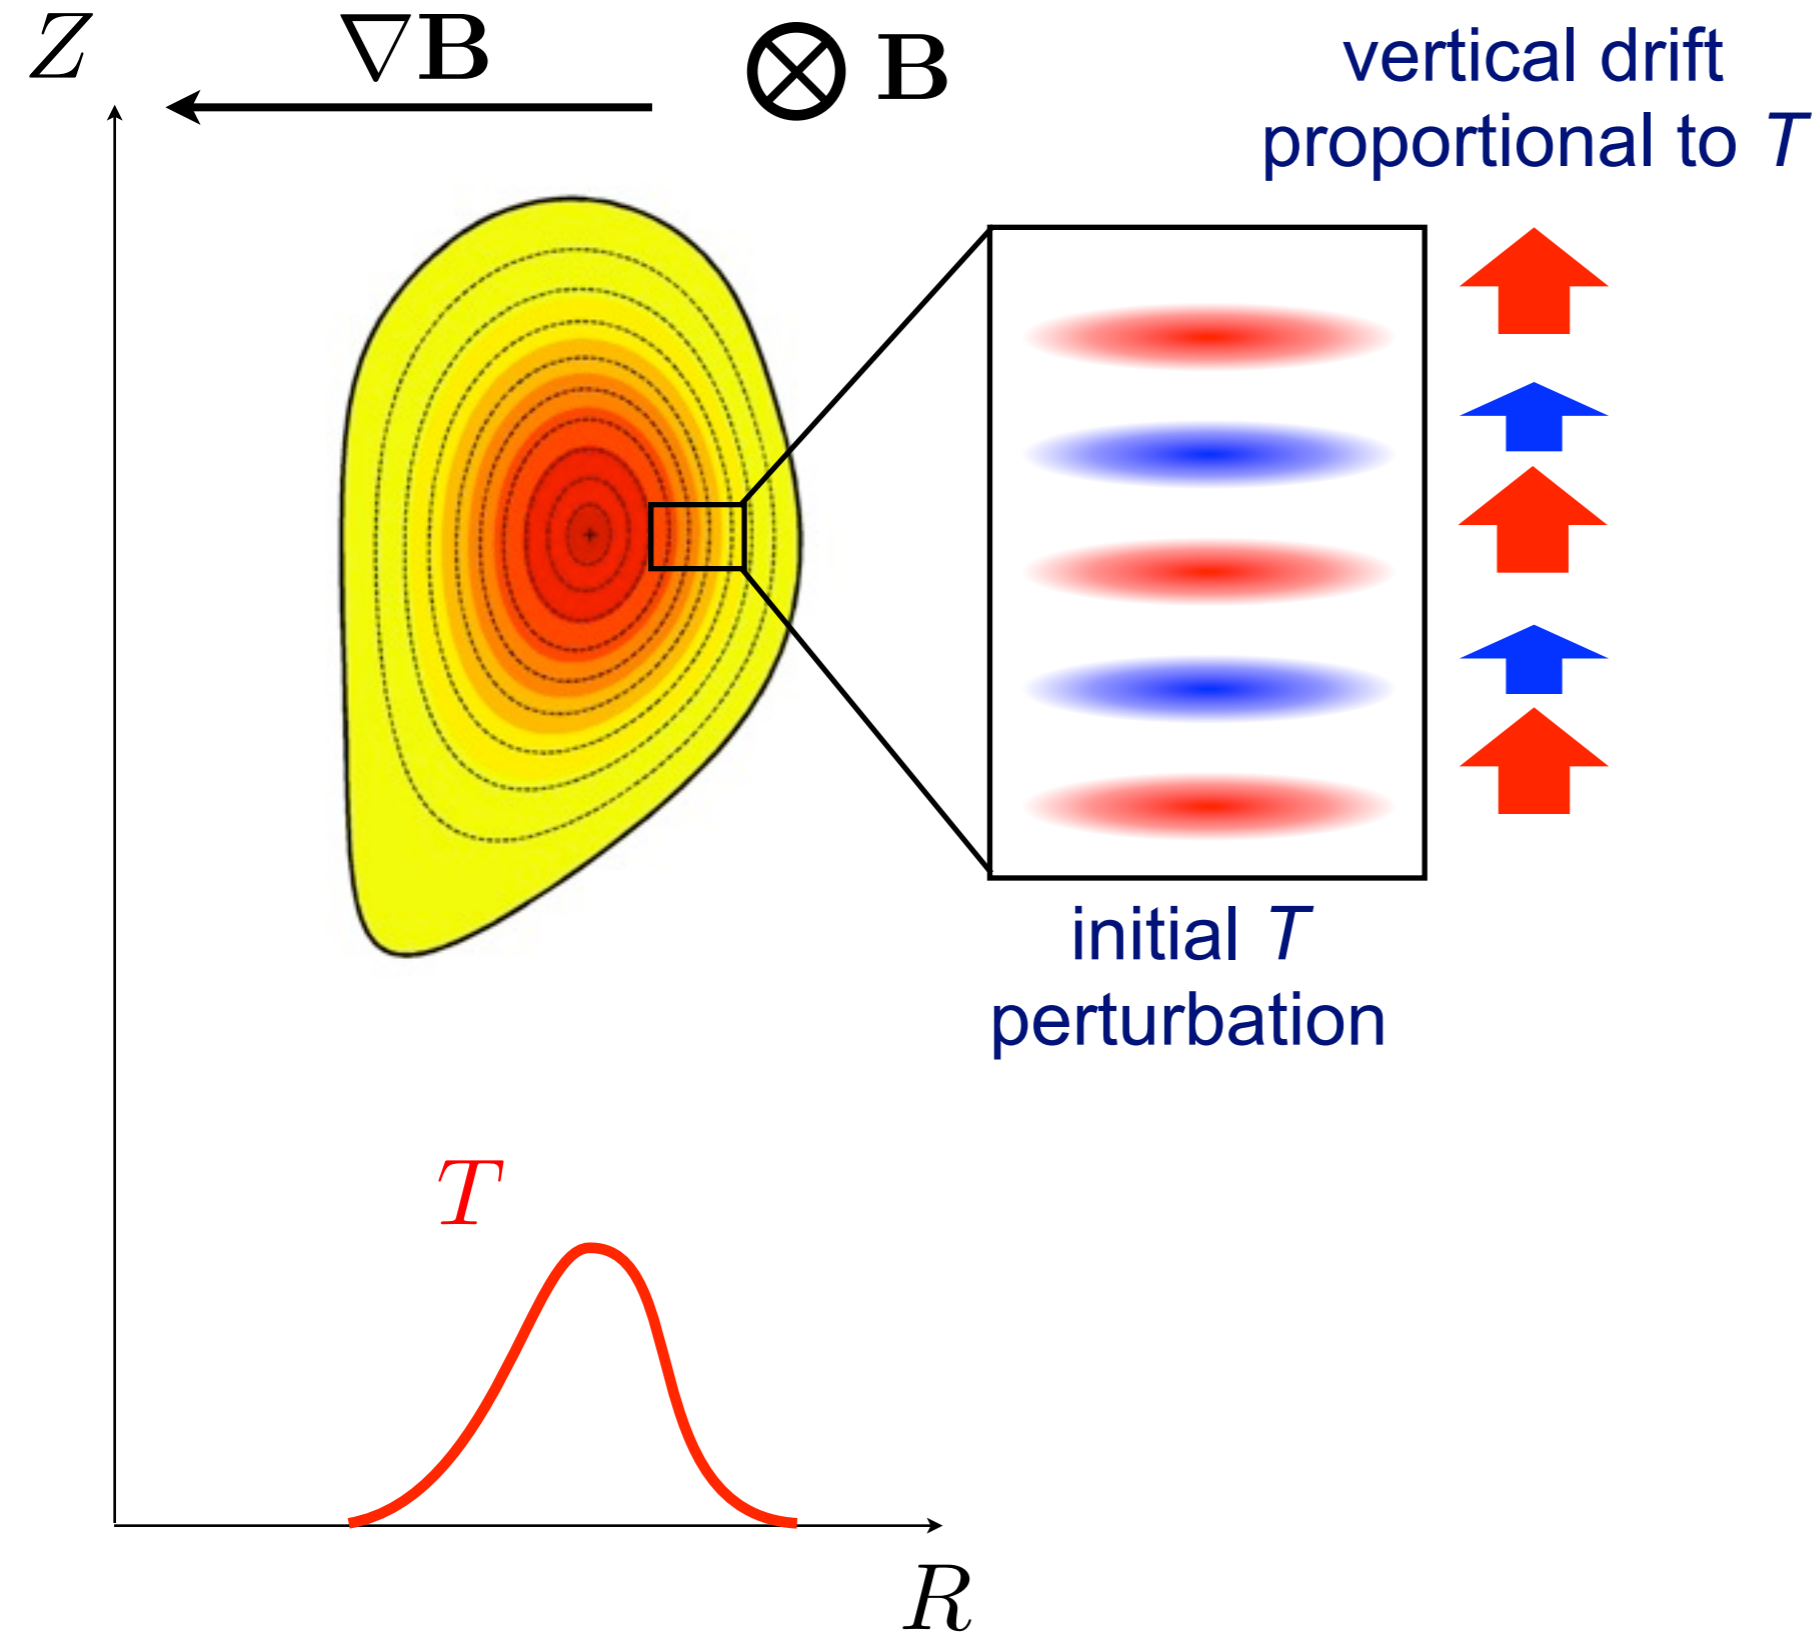 Z
∇B
⊗ B
vertical drift
proportional to T
initial T
perturbation
T
R